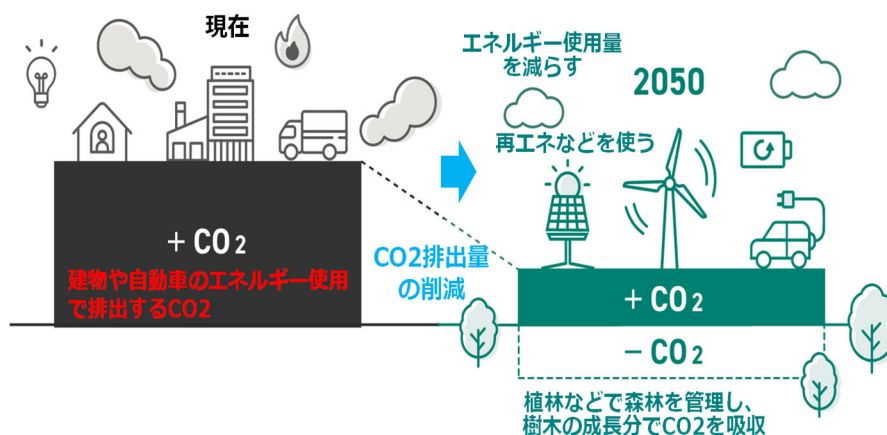 現在
+ CO2
建物や自動車のエネルギー使用
で排出するCO2
CO2排出量
の削減
エネルギー使用量
を減らす
2050
再エネなどを使う
+ CO2
− CO2
植林などで森林を管理し、
樹木の成長分でCO2を吸収